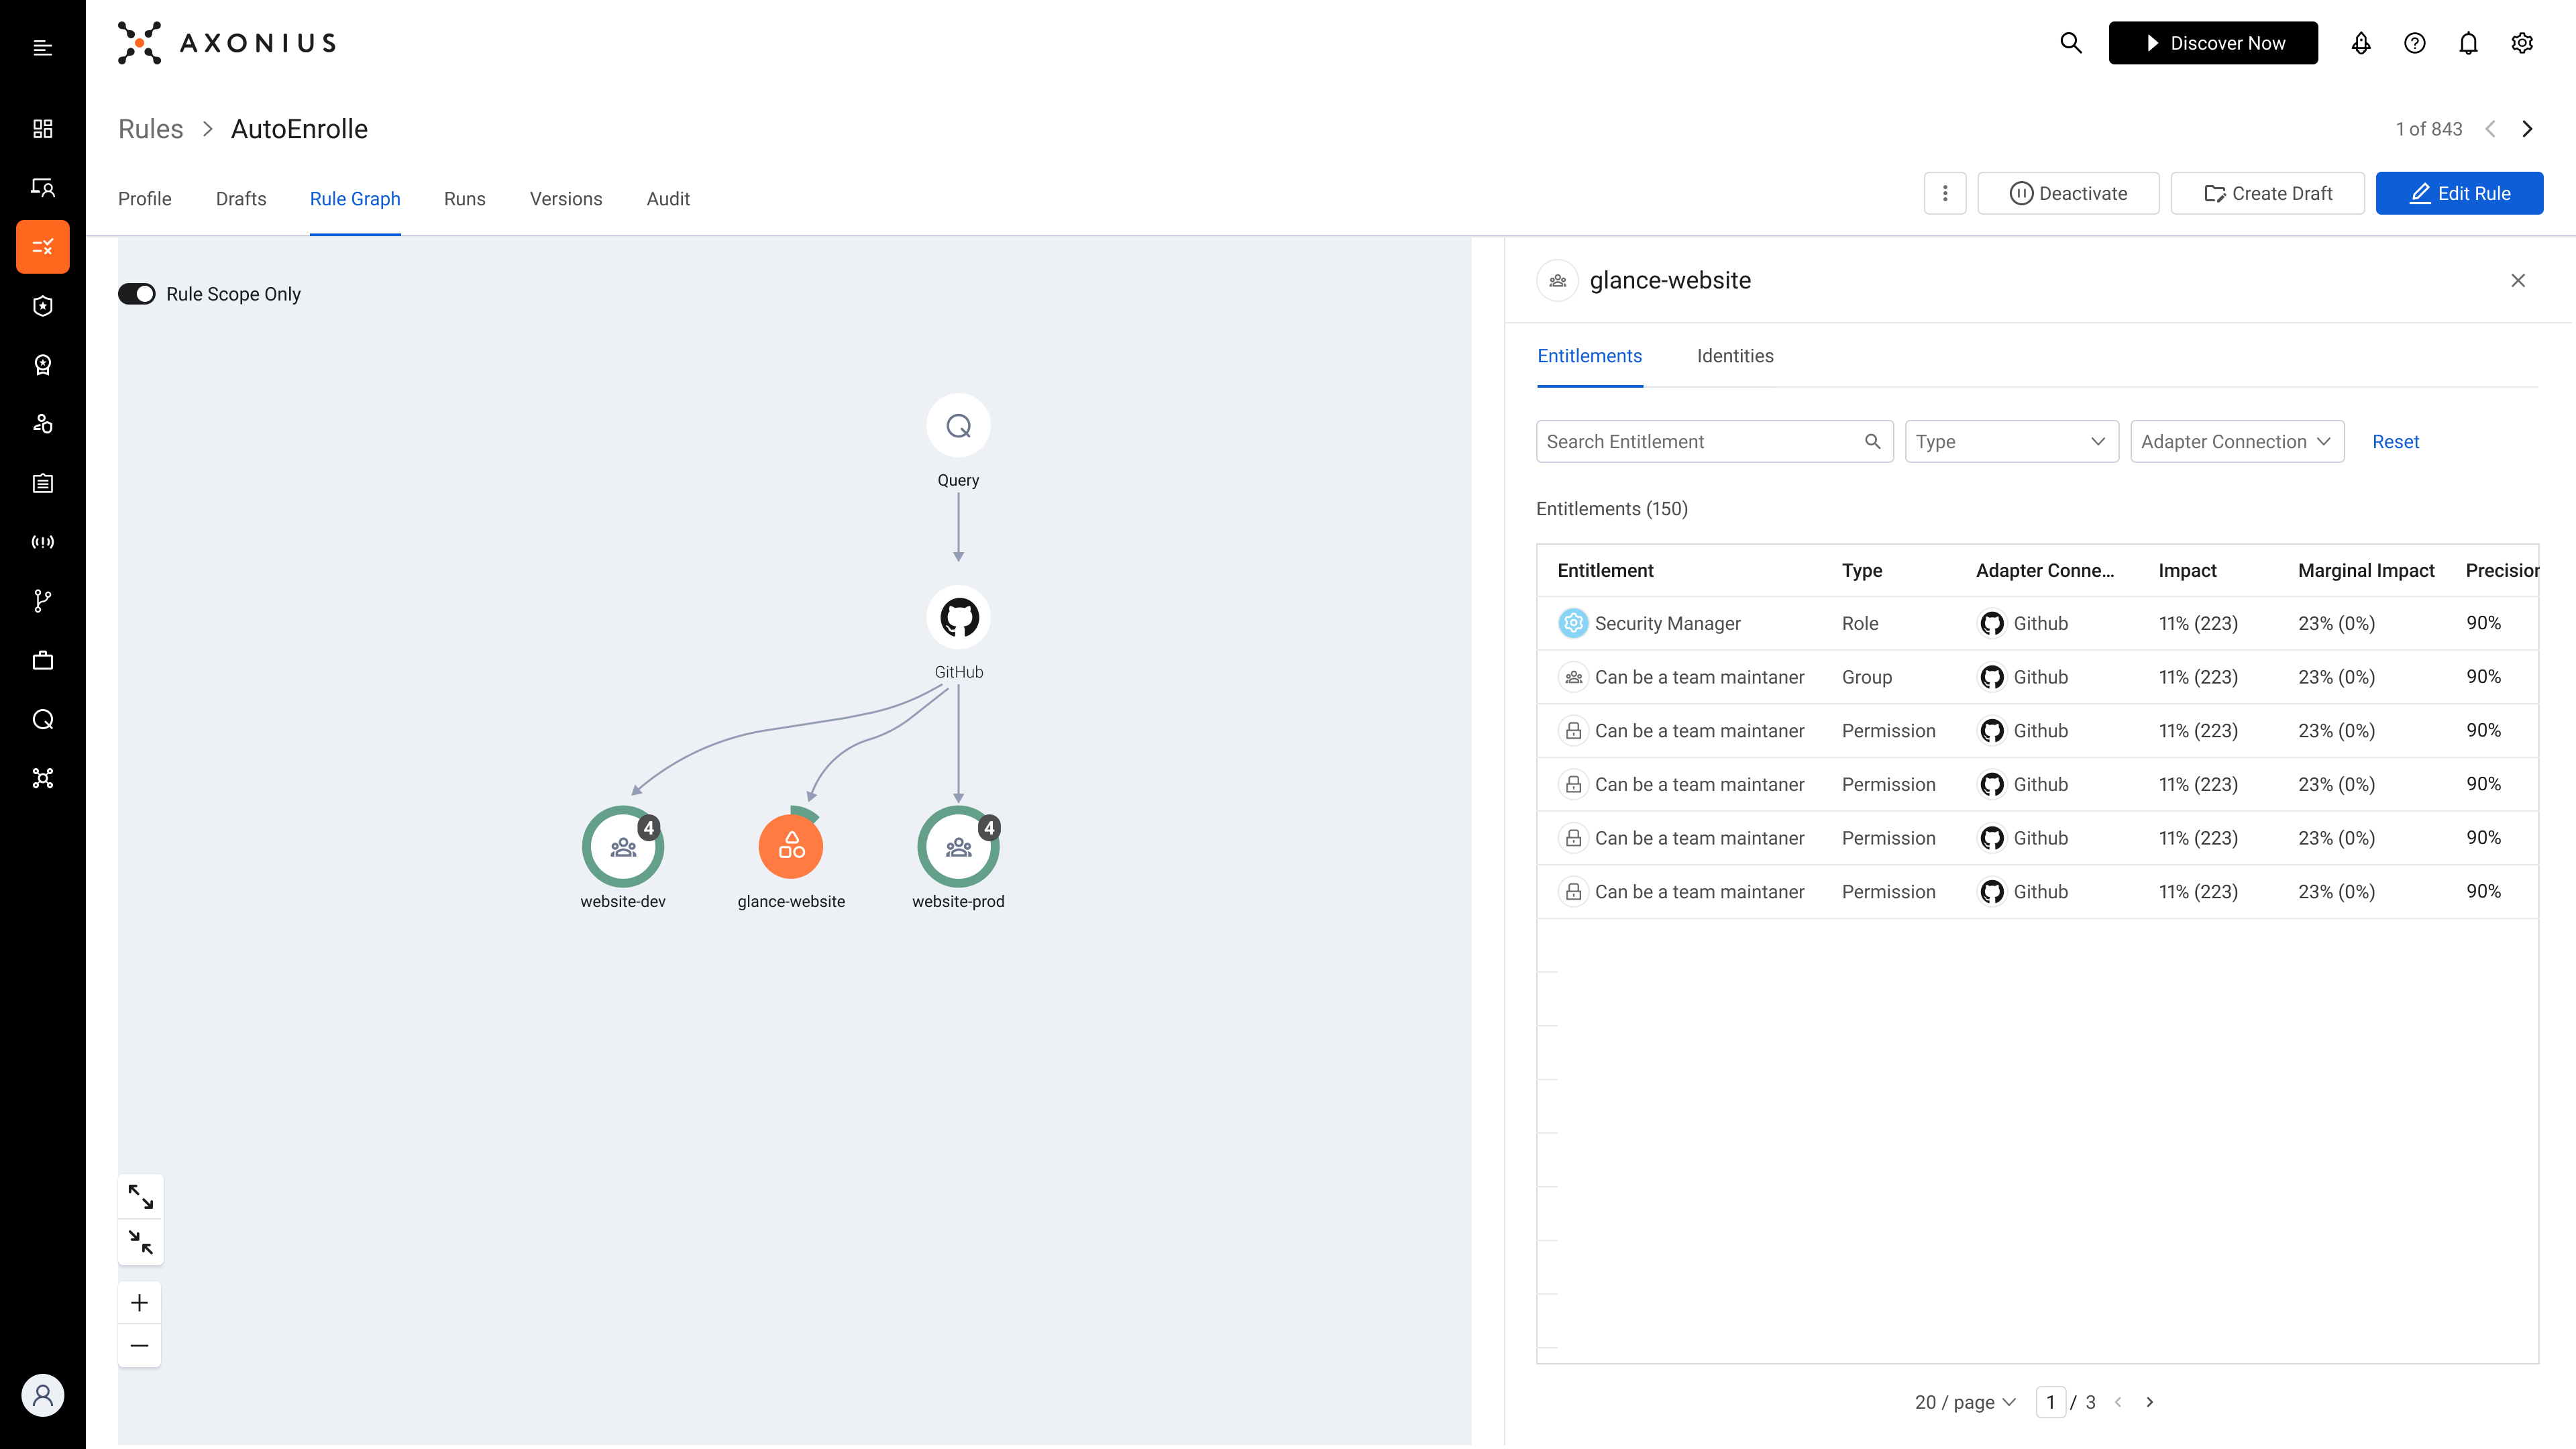 AXONIUS
Discover Now
Rules > AutoEnrolle
1 of 843
Profile
Drafts
Rule Graph
Runs
Versions
Audit
Deactivate
Create Draft
Edit Rule
Rule Scope Only
Query
GitHub
4
4
website-dev
glance-website
website-prod
glance-website
Entitlements
Identities
Search Entitlement
Type
Adapter Connection
Reset
Entitlements (150)
Entitlement Type Adapter Conne... Impact Marginal Impact Precision
Security Manager Role Github 11% (223) 23% (0%) 90%
Can be a team maintaner Group Github 11% (223) 23% (0%) 90%
Can be a team maintaner Permission Github 11% (223) 23% (0%) 90%
Can be a team maintaner Permission Github 11% (223) 23% (0%) 90%
Can be a team maintaner Permission Github 11% (223) 23% (0%) 90%
Can be a team maintaner Permission Github 11% (223) 23% (0%) 90%
20 / page 1 / 3